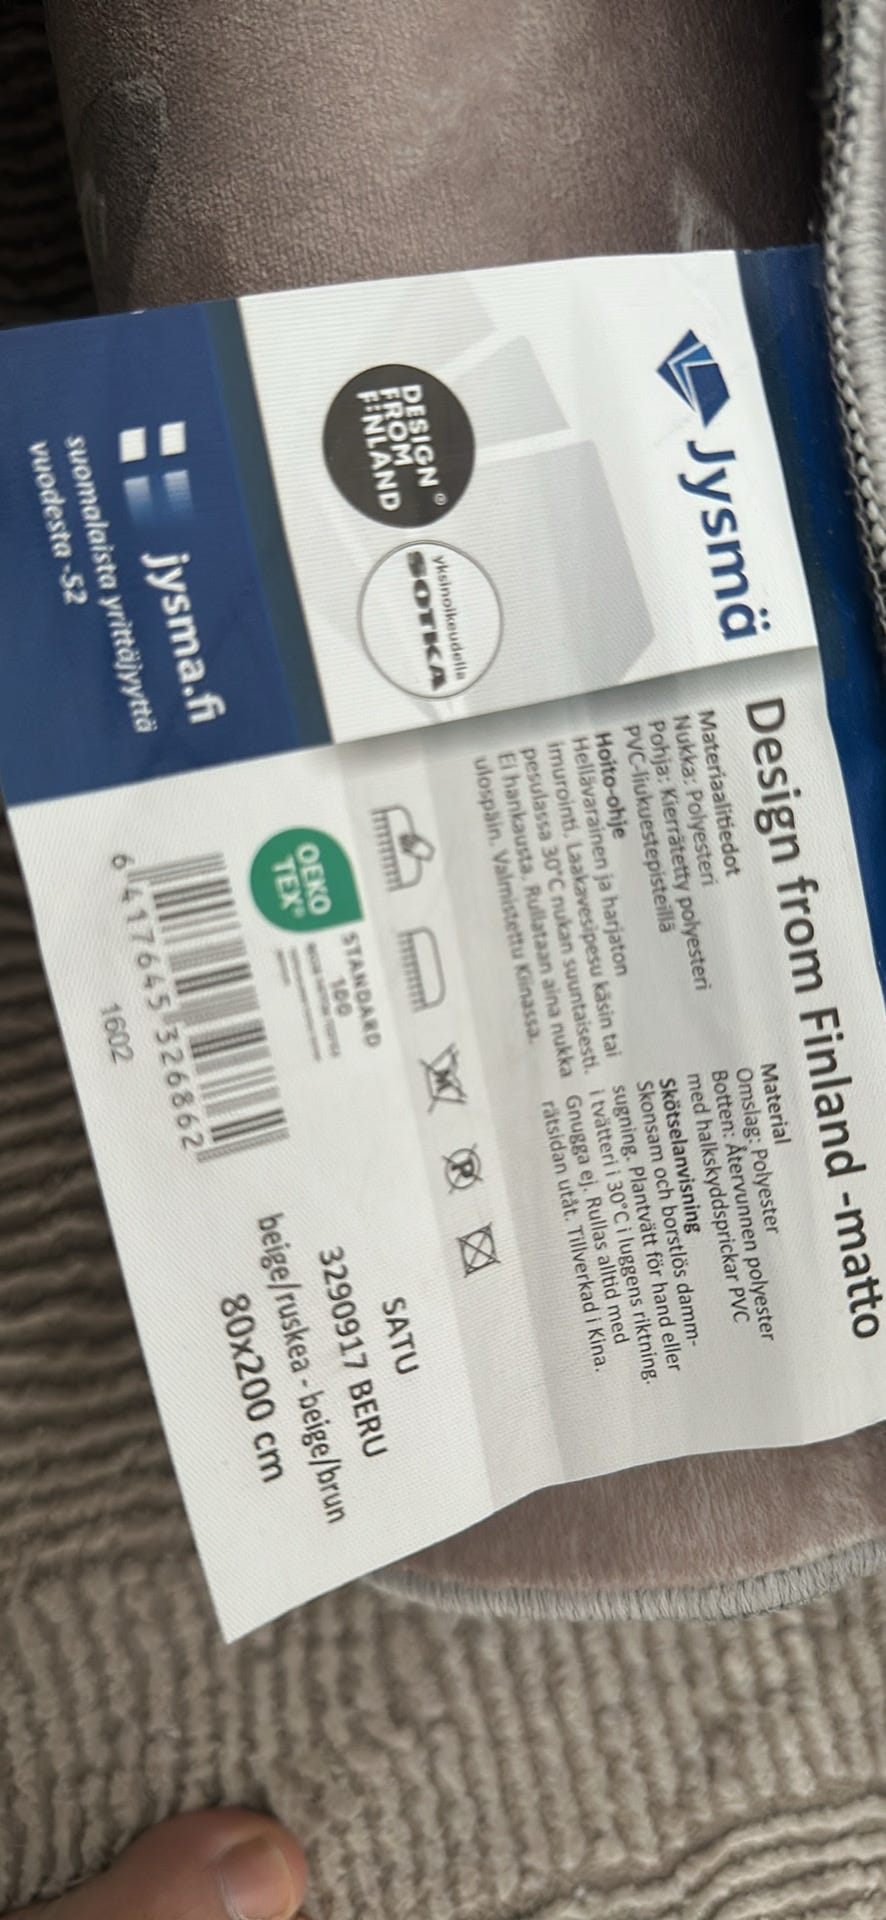 Jysmä
DESIGN
FROM
FINLAND
®
yksinoikeudella
SOTKA
jysma.fi
suomalaista yrittäjyyttä
vuodesta -52
Design from Finland -matto
Materiaalitiedot
Nukka: Polyesteri
Pohja: Kierrätetty polyesteri
PVC-liukuestepisteillä
Hoito-ohje
Hellävarainen ja harjaton
imurointi. Laakavesipesu käsin tai
pesulassa 30°C nukan suuntaisesti.
Ei hankausta. Rullataan aina nukka
ulospäin. Valmistettu Kiinassa.
Material
Omslag: Polyester
Botten: Återvunnen polyester
med halkskyddsprickar PVC
Skötselanvisning
Skonsam och borstlös damm-
sugning. Plantvätt för hand eller
i tvätteri i 30°C i luggens riktning.
Gnugga ej. Rullas alltid med
rätsidan utåt. Tillverkad i Kina.
P
OEKO
TEX®
STANDARD
100
6 417645 326862
1602
SATU
3290917 BERU
beige/ruskea - beige/brun
80x200 cm